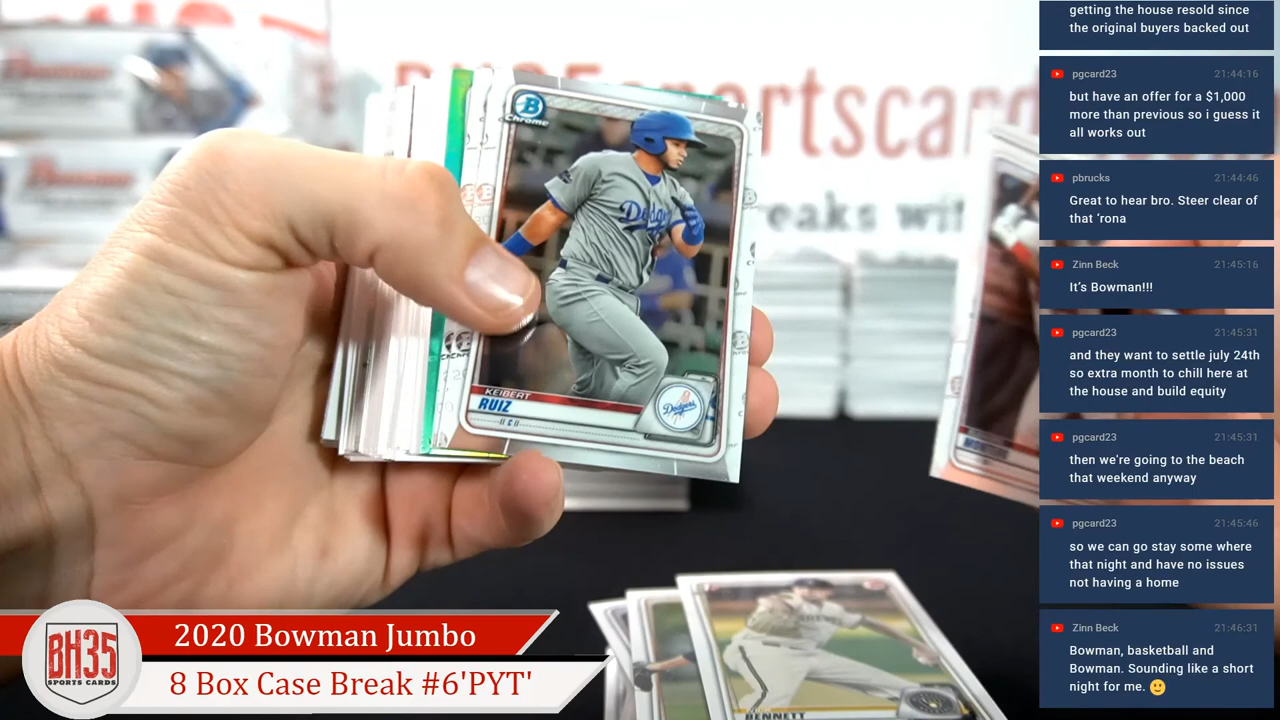 Bowman
Bowman
BH35sportscard
eaks wi
B
Chrome
Dodgers
KEIBERT
RUIZ
// C //
Dodgers
BENNETT
BH35
SPORTS CARDS
2020 Bowman Jumbo
8 Box Case Break #6'PYT'
getting the house resold since
the original buyers backed out
pgcard23 21:44:16
but have an offer for a $1,000
more than previous so i guess it
all works out
pbrucks 21:44:46
Great to hear bro. Steer clear of
that 'rona
Zinn Beck 21:45:16
It's Bowman!!!
pgcard23 21:45:31
and they want to settle july 24th
so extra month to chill here at
the house and build equity
pgcard23 21:45:31
then we're going to the beach
that weekend anyway
pgcard23 21:45:46
so we can go stay some where
that night and have no issues
not having a home
Zinn Beck 21:46:31
Bowman, basketball and
Bowman. Sounding like a short
night for me. 🙂